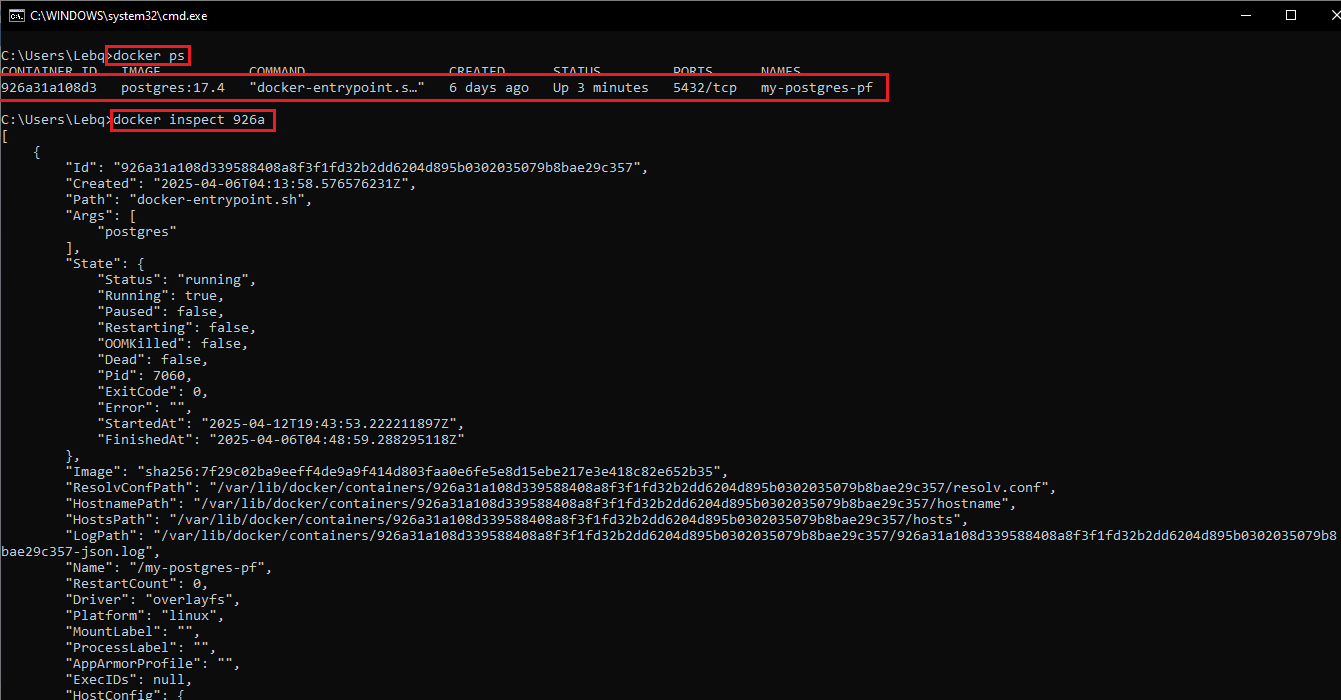 C:\WINDOWS\system32\cmd.exe
C:\Users\Lebq>docker ps
CONTAINER ID   IMAGE           COMMAND                  CREATED      STATUS         PORTS      NAMES
926a31a108d3   postgres:17.4   "docker-entrypoint.s…"   6 days ago   Up 3 minutes   5432/tcp   my-postgres-pf
C:\Users\Lebq>docker inspect 926a
[
    {
        "Id": "926a31a108d339588408a8f3f1fd32b2dd6204d895b0302035079b8bae29c357",
        "Created": "2025-04-06T04:13:58.576576231Z",
        "Path": "docker-entrypoint.sh",
        "Args": [
            "postgres"
        ],
        "State": {
            "Status": "running",
            "Running": true,
            "Paused": false,
            "Restarting": false,
            "OOMKilled": false,
            "Dead": false,
            "Pid": 7060,
            "ExitCode": 0,
            "Error": "",
            "StartedAt": "2025-04-12T19:43:53.222211897Z",
            "FinishedAt": "2025-04-06T04:48:59.288295118Z"
        },
        "Image": "sha256:7f29c02ba9eeff4de9a9f414d803faa0e6fe5e8d15ebe217e3e418c82e652b35",
        "ResolvConfPath": "/var/lib/docker/containers/926a31a108d339588408a8f3f1fd32b2dd6204d895b0302035079b8bae29c357/resolv.conf",
        "HostnamePath": "/var/lib/docker/containers/926a31a108d339588408a8f3f1fd32b2dd6204d895b0302035079b8bae29c357/hostname",
        "HostsPath": "/var/lib/docker/containers/926a31a108d339588408a8f3f1fd32b2dd6204d895b0302035079b8bae29c357/hosts",
        "LogPath": "/var/lib/docker/containers/926a31a108d339588408a8f3f1fd32b2dd6204d895b0302035079b8bae29c357/926a31a108d339588408a8f3f1fd32b2dd6204d895b0302035079b8
bae29c357-json.log",
        "Name": "/my-postgres-pf",
        "RestartCount": 0,
        "Driver": "overlayfs",
        "Platform": "linux",
        "MountLabel": "",
        "ProcessLabel": "",
        "AppArmorProfile": "",
        "ExecIDs": null,
        "HostConfig": {